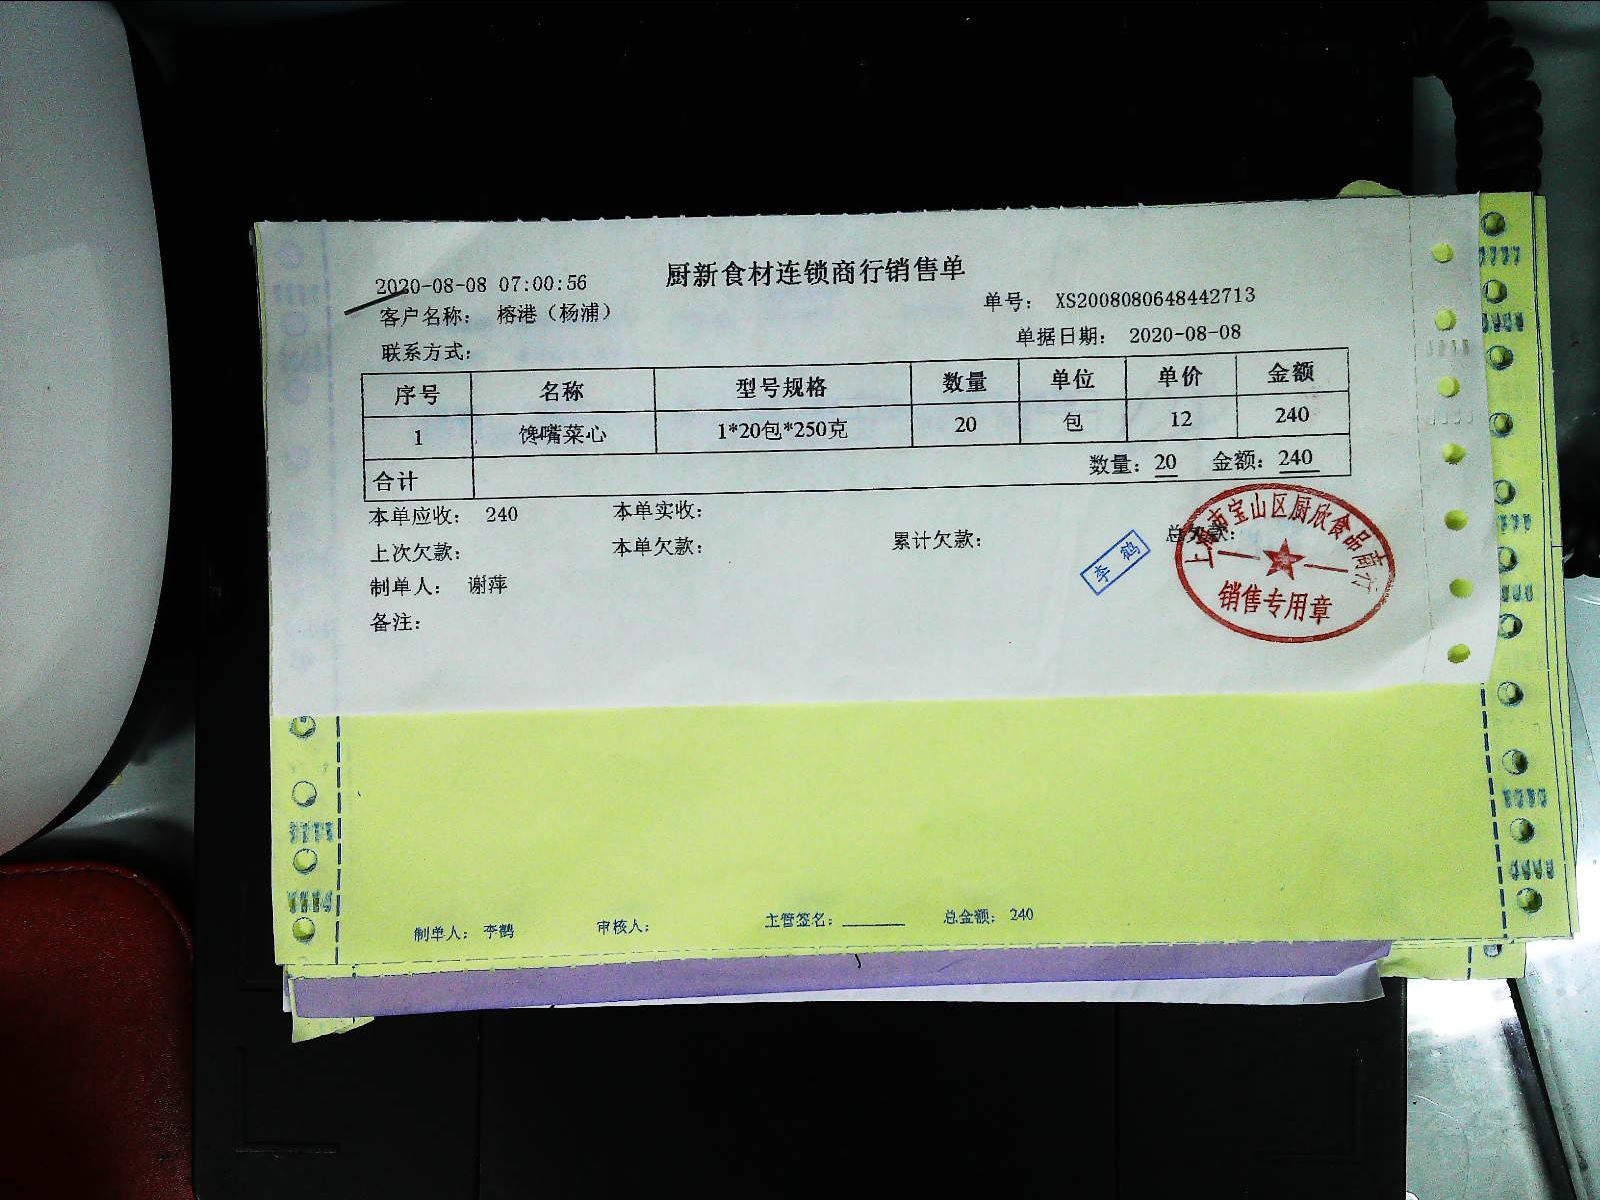 厨新食材连锁商行销售单
2020-08-08 07:00:56
单号： XS2008080648442713
客户名称： 榕港（杨浦）
单据日期： 2020-08-08
联系方式：
序号 名称 型号规格 数量 单位 单价 金额
1 馋嘴菜心 1*20包*250克 20 包 12 240
合计 数量：20 金额：240
本单应收： 240 本单实收：
上次欠款： 本单欠款： 累计欠款： 总欠款：
制单人： 谢萍
备注：
李鹤
上海市宝山区厨欣食品商行
销售专用章
制单人： 李鹤 审核人： 主管签名：______ 总金额： 240